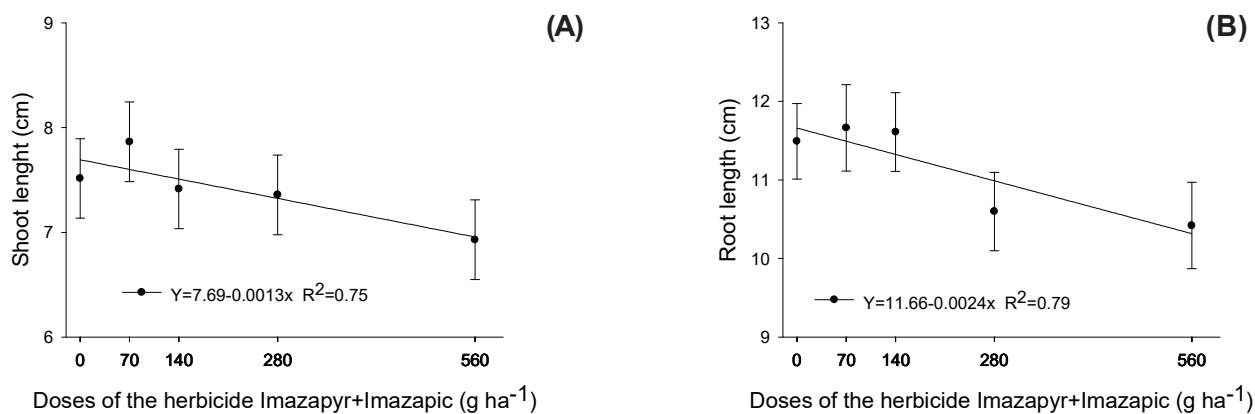 (A)
9
8
7
6
Shoot lenght (cm)
Y=7.69-0.0013x R²=0.75
0 70 140 280 560
Doses of the herbicide Imazapyr+Imazapic (g ha⁻¹)
(B)
13
12
11
10
9
Root length (cm)
Y=11.66-0.0024x R²=0.79
0 70 140 280 560
Doses of the herbicide Imazapyr+Imazapic (g ha⁻¹)